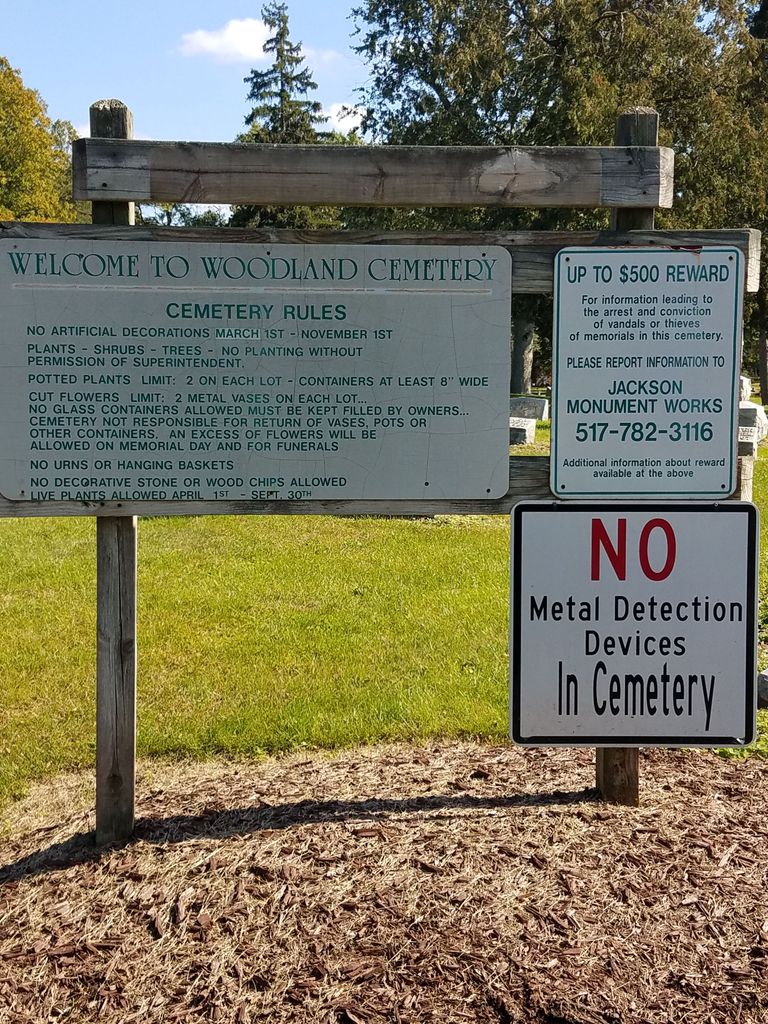 WELCOME TO WOODLAND CEMETERY
CEMETERY RULES
NO ARTIFICIAL DECORATIONS MARCH 1ST - NOVEMBER 1ST
PLANTS - SHRUBS - TREES - NO PLANTING WITHOUT
PERMISSION OF SUPERINTENDENT.
POTTED PLANTS LIMIT: 2 ON EACH LOT - CONTAINERS AT LEAST 8" WIDE
CUT FLOWERS LIMIT: 2 METAL VASES ON EACH LOT...
NO GLASS CONTAINERS ALLOWED MUST BE KEPT FILLED BY OWNERS...
CEMETERY NOT RESPONSIBLE FOR RETURN OF VASES, POTS OR
OTHER CONTAINERS. AN EXCESS OF FLOWERS WILL BE
ALLOWED ON MEMORIAL DAY AND FOR FUNERALS
NO URNS OR HANGING BASKETS
NO DECORATIVE STONE OR WOOD CHIPS ALLOWED
LIVE PLANTS ALLOWED APRIL 1ST - SEPT. 30TH
UP TO $500 REWARD
For information leading to
the arrest and conviction
of vandals or thieves
of memorials in this cemetery.
PLEASE REPORT INFORMATION TO
JACKSON
MONUMENT WORKS
517-782-3116
Additional information about reward
available at the above
NO
Metal Detection
Devices
In Cemetery